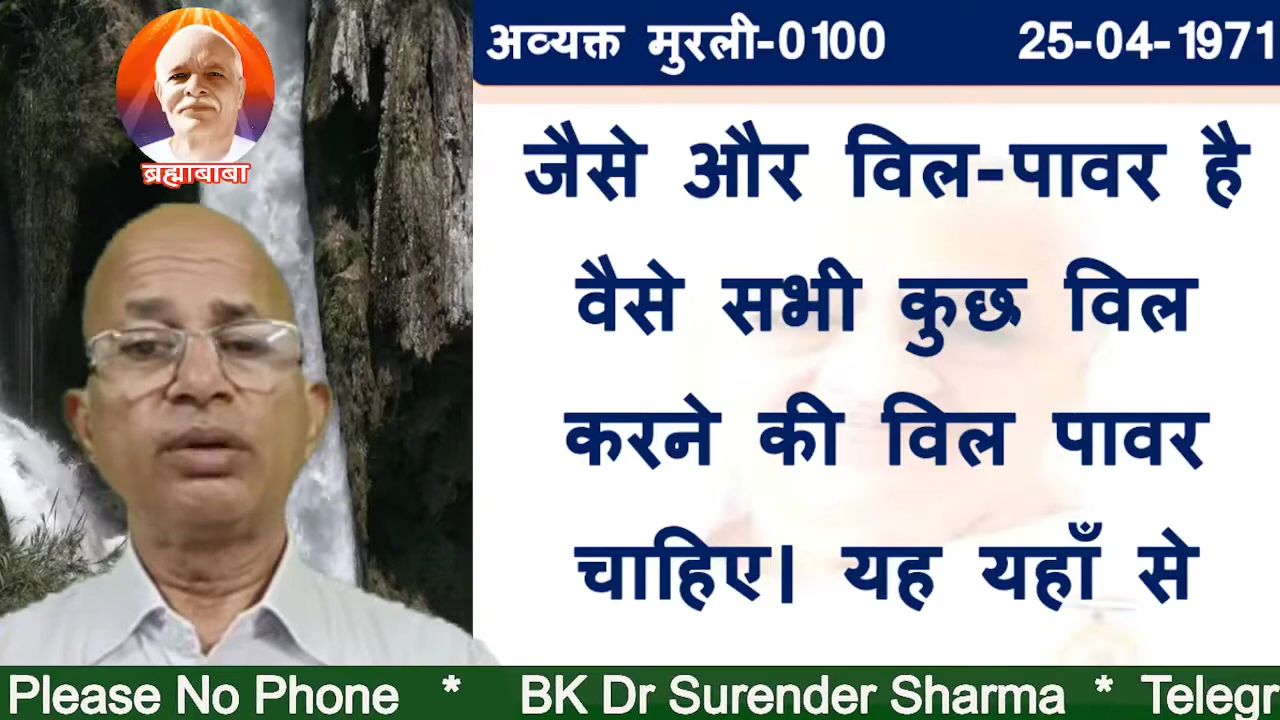 अव्यक्त मुरली-0100 25-04-1971
ब्रह्माबाबा
जैसे और विल-पावर है
वैसे सभी कुछ विल
करने की विल पावर
चाहिए। यह यहाँ से
Please No Phone * BK Dr Surender Sharma * Telegr